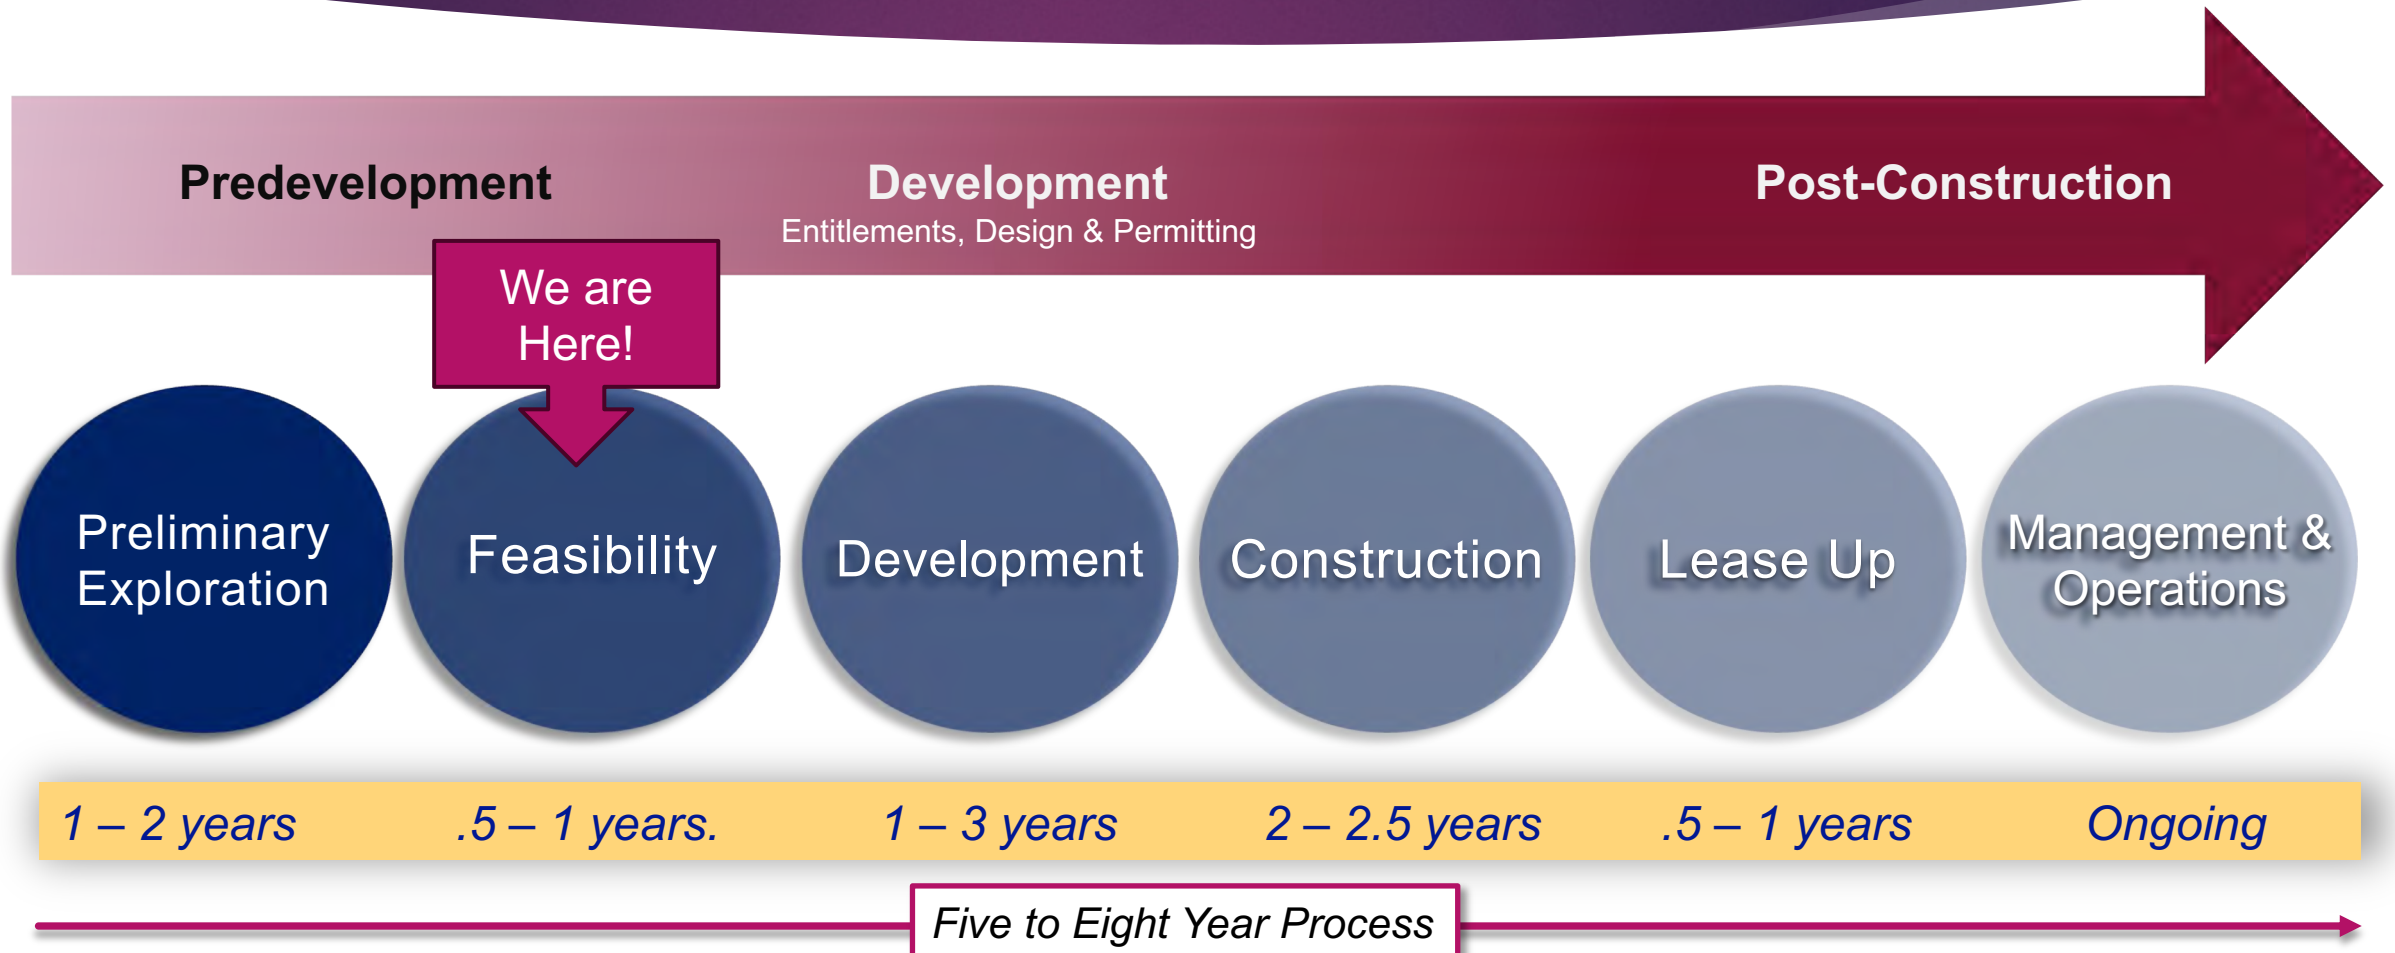 Predevelopment
Development
Entitlements, Design & Permitting
Post-Construction
We are
Here!
Preliminary
Exploration
Feasibility
Development
Construction
Lease Up
Management &
Operations
1 – 2 years
.5 – 1 years.
1 – 3 years
2 – 2.5 years
.5 – 1 years
Ongoing
Five to Eight Year Process